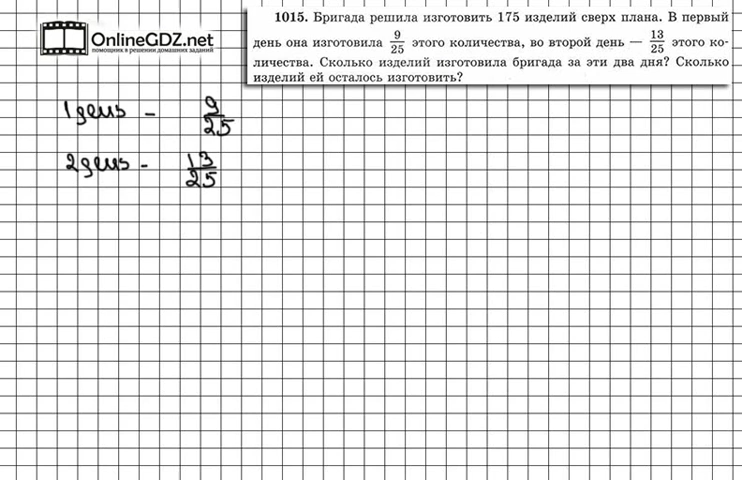 OnlineGDZ.net
помощник в решении домашних заданий
1015. Бригада решила изготовить 175 изделий сверх плана. В первый
день она изготовила 9/25 этого количества, во второй день — 13/25 этого ко-
личества. Сколько изделий изготовила бригада за эти два дня? Сколько
изделий ей осталось изготовить?
1 день - 9/25
2 день - 13/25